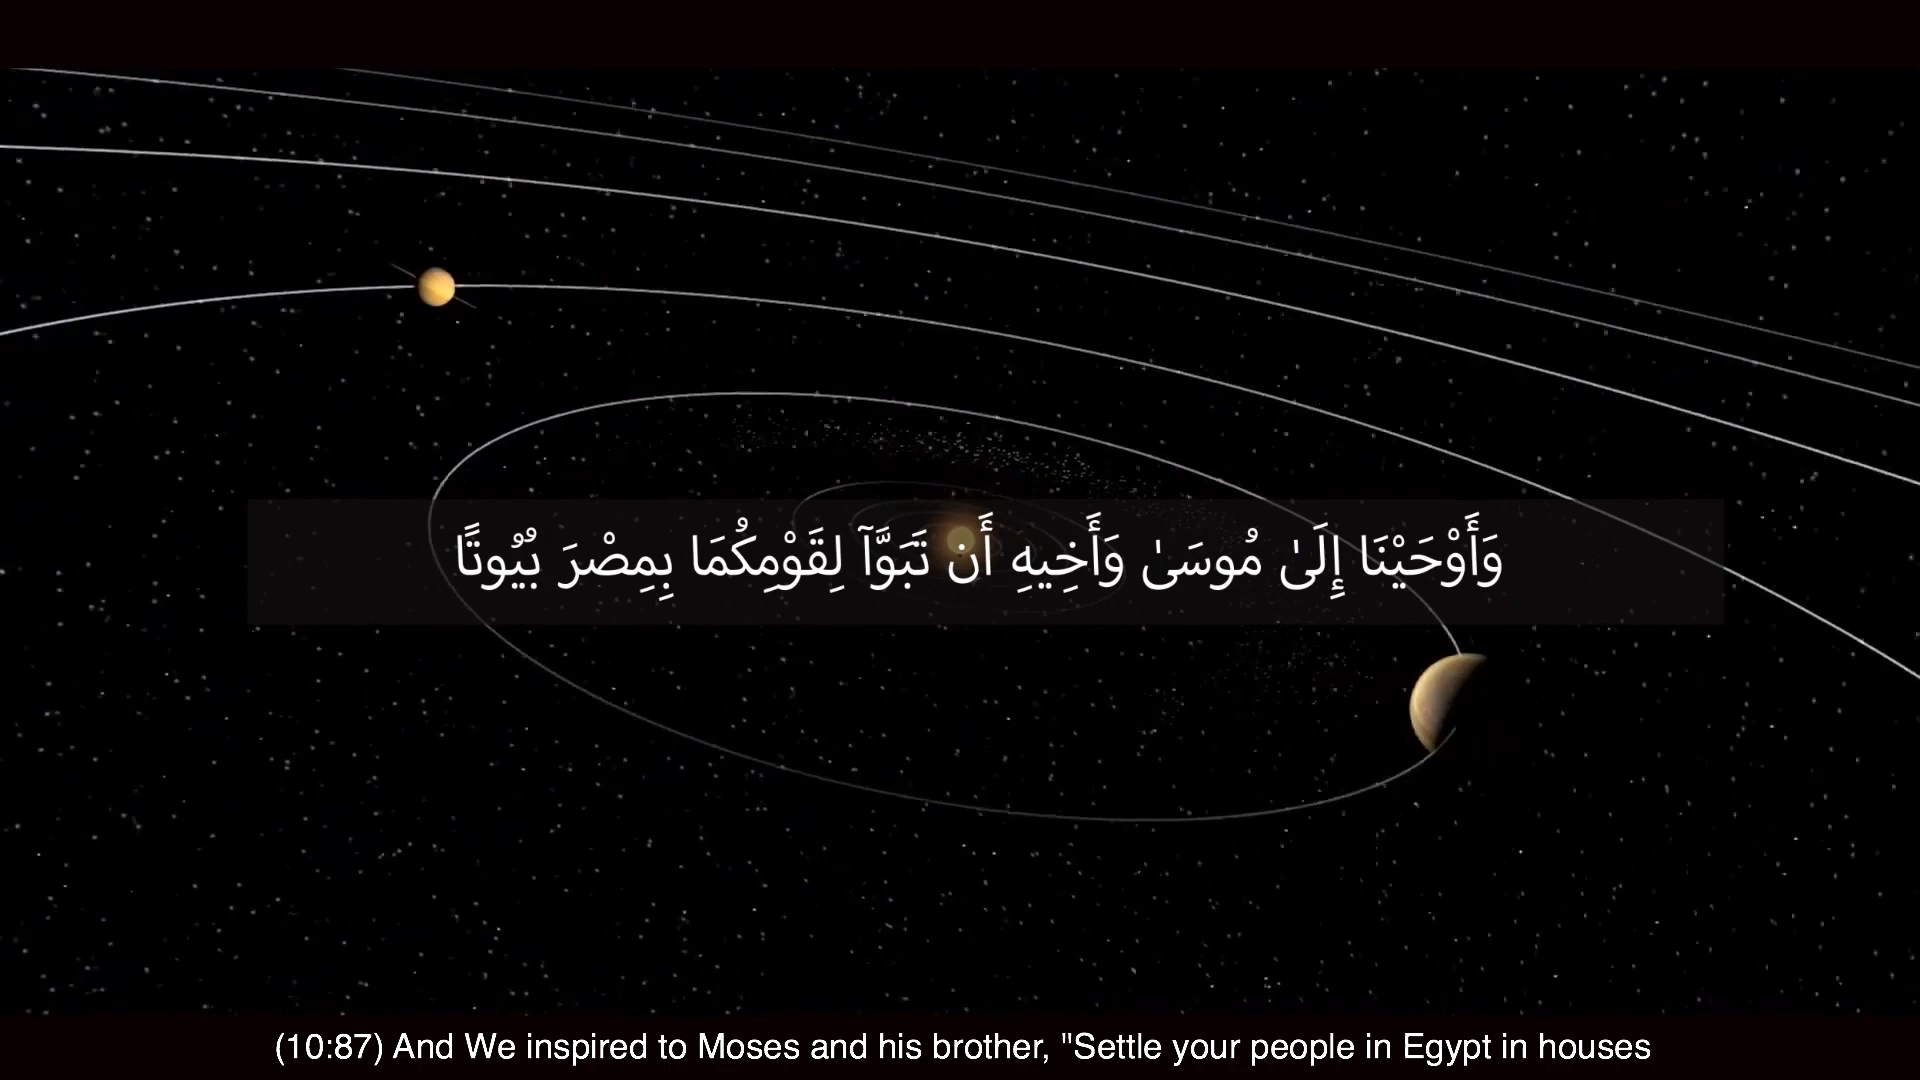 وَأَوْحَيْنَا إِلَىٰ مُوسَىٰ وَأَخِيهِ أَن تَبَوَّآ لِقَوْمِكُمَا بِمِصْرَ بُيُوتًا
(10:87) And We inspired to Moses and his brother, "Settle your people in Egypt in houses